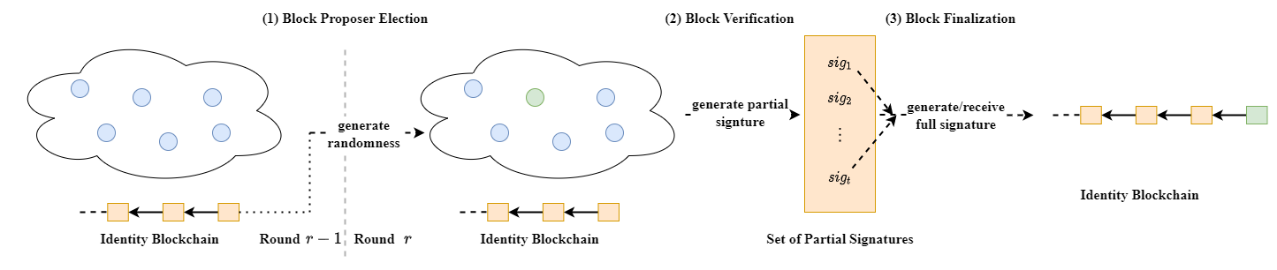 (1) Block Proposer Election
(2) Block Verification
(3) Block Finalization
generate
randomness
generate partial
signture
sig₁
sig₂
⋮
sigₜ
generate/receive
full signature
Identity Blockchain
Round r − 1
Round r
Identity Blockchain
Set of Partial Signatures
Identity Blockchain